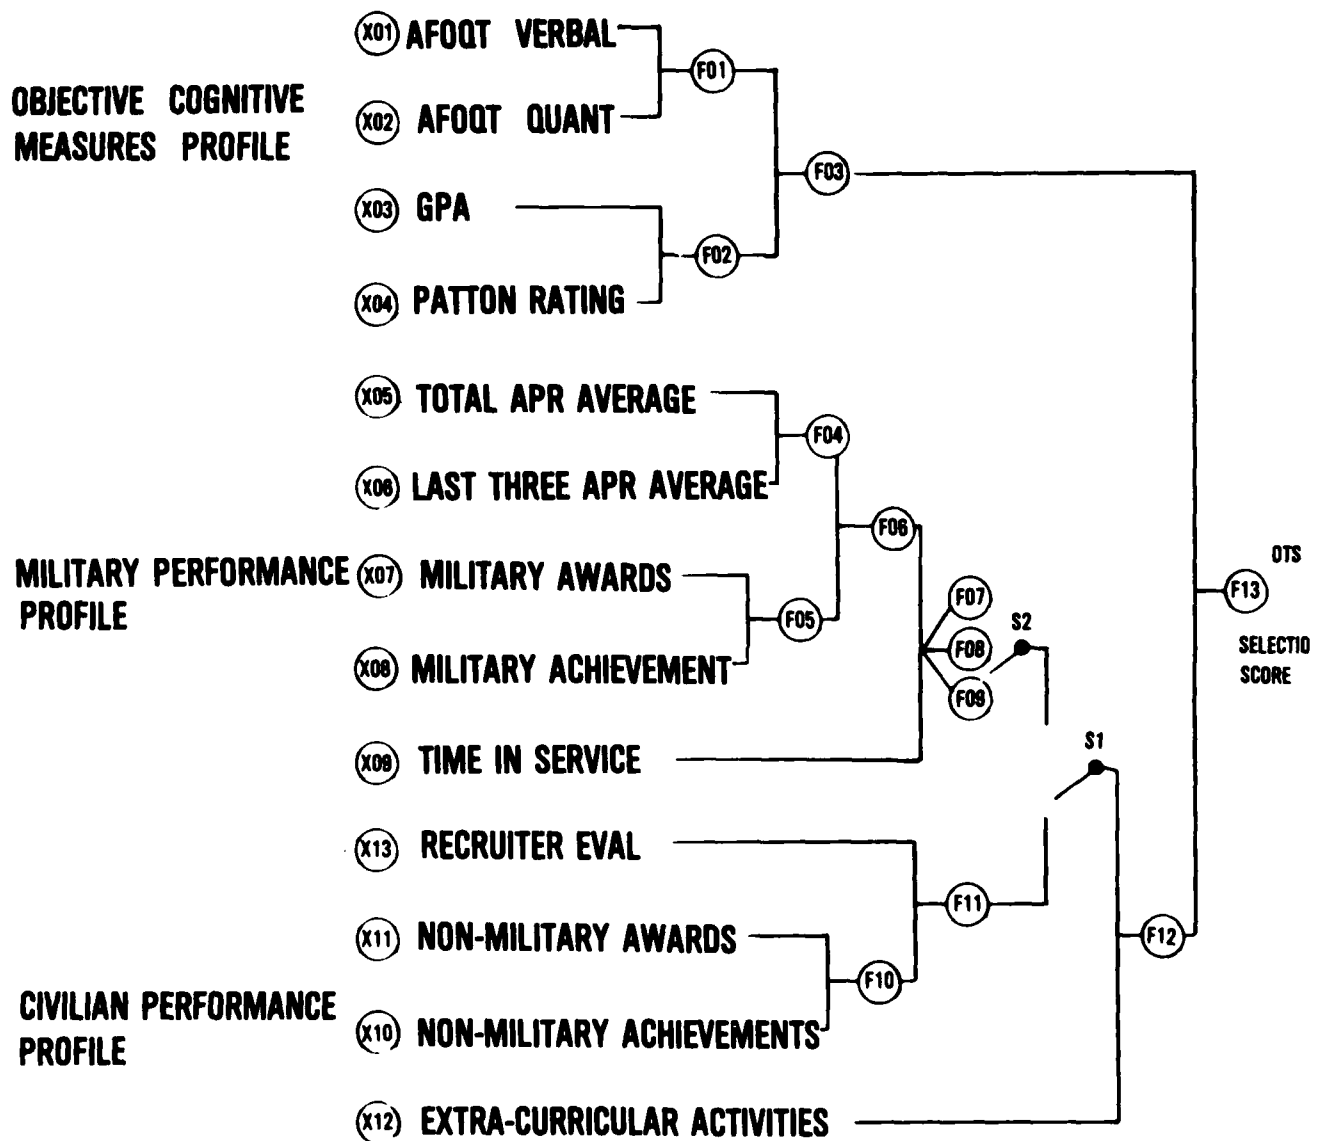 X01 AFOQT VERBAL
F01
OBJECTIVE COGNITIVE
MEASURES PROFILE
X02 AFOQT QUANT
F03
X03 GPA
F02
X04 PATTON RATING
X05 TOTAL APR AVERAGE
F04
X06 LAST THREE APR AVERAGE
F06
MILITARY PERFORMANCE
PROFILE
X07 MILITARY AWARDS
F05
X08 MILITARY ACHIEVEMENT
F07
F08
F09
S2
OTS
F13
SELECTIO
SCORE
X09 TIME IN SERVICE
S1
X13 RECRUITER EVAL
F11
X11 NON-MILITARY AWARDS
F12
F10
CIVILIAN PERFORMANCE
PROFILE
X10 NON-MILITARY ACHIEVEMENTS
X12 EXTRA-CURRICULAR ACTIVITIES